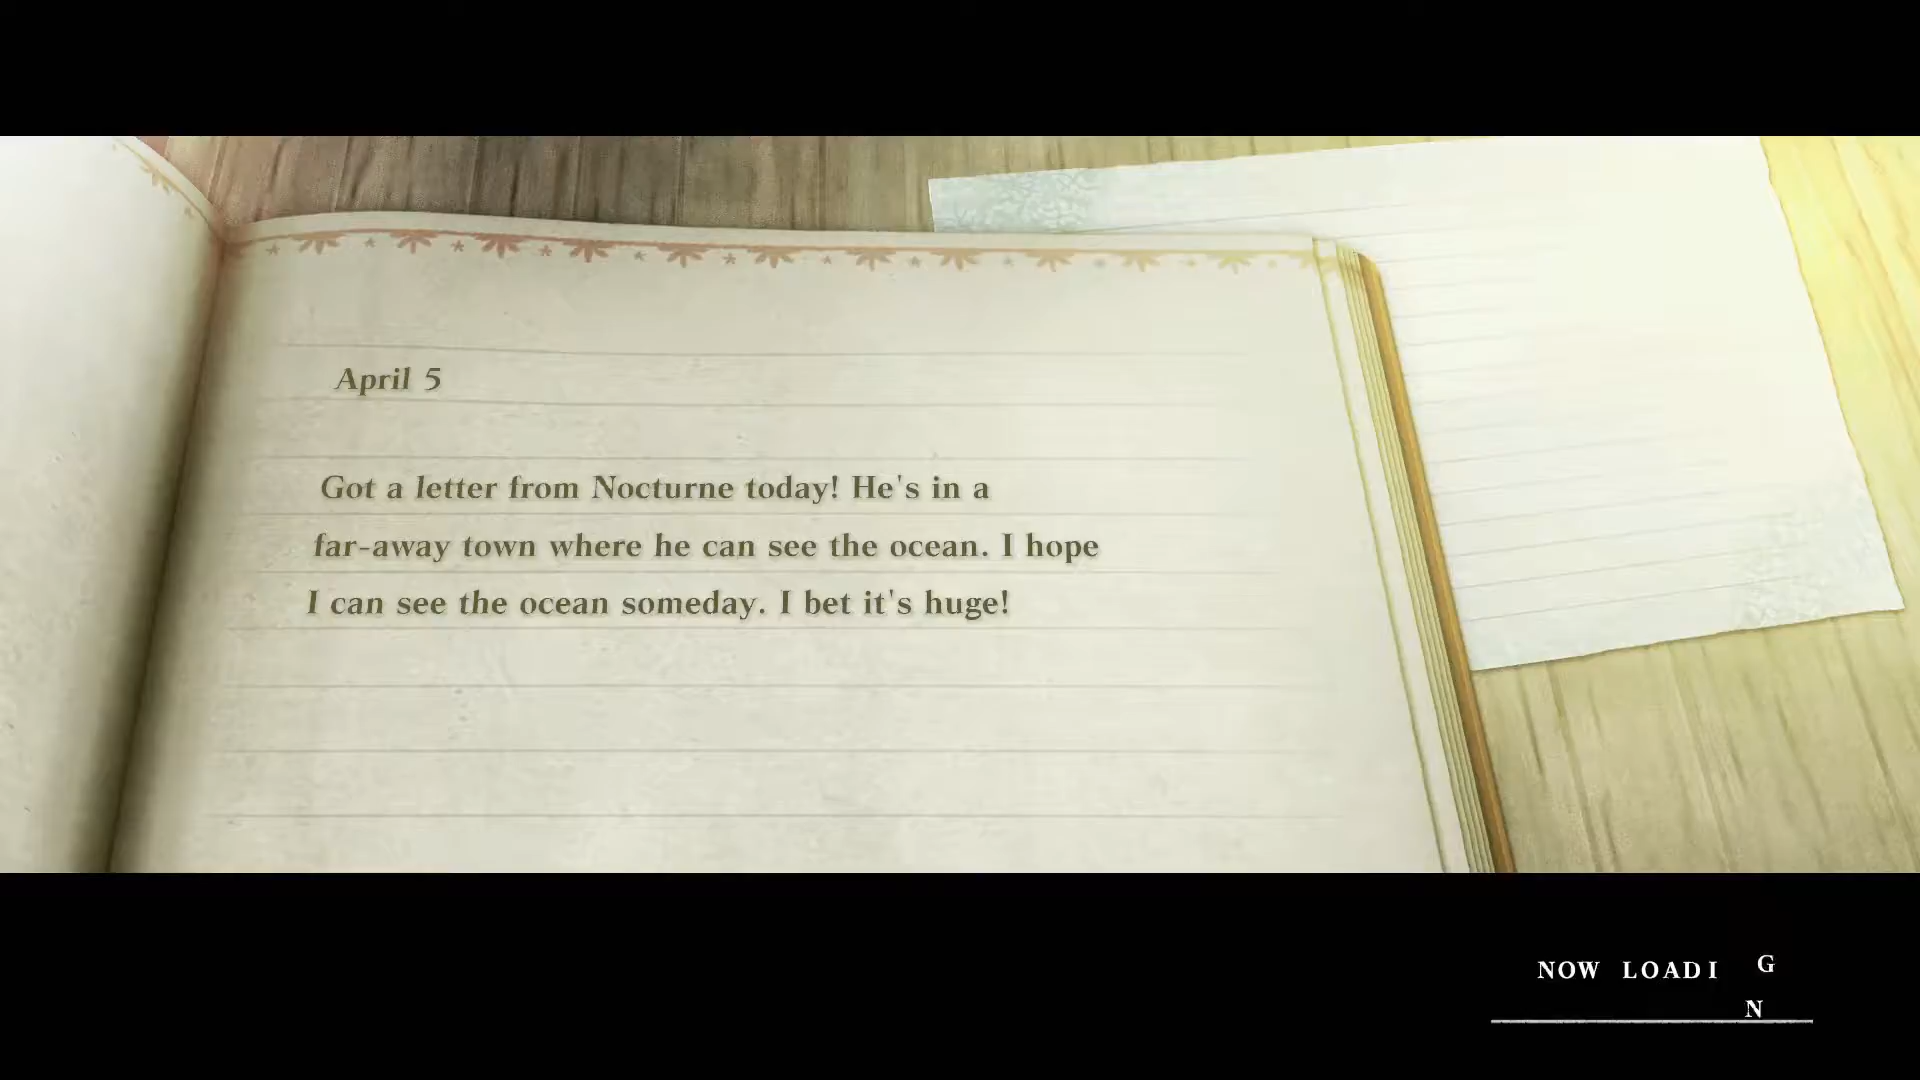 April 5
Got a letter from Nocturne today! He's in a
far-away town where he can see the ocean. I hope
I can see the ocean someday. I bet it's huge!
NOW LOADING